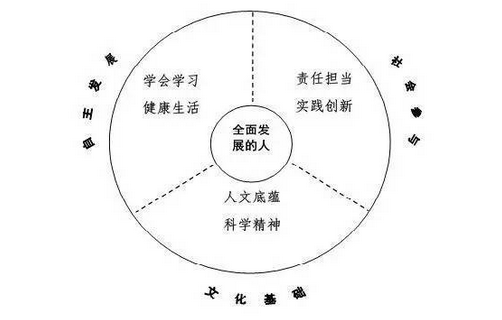 自主发展
社会参与
学会学习
健康生活
责任担当
实践创新
全面发
展的人
人文底蕴
科学精神
文化基础